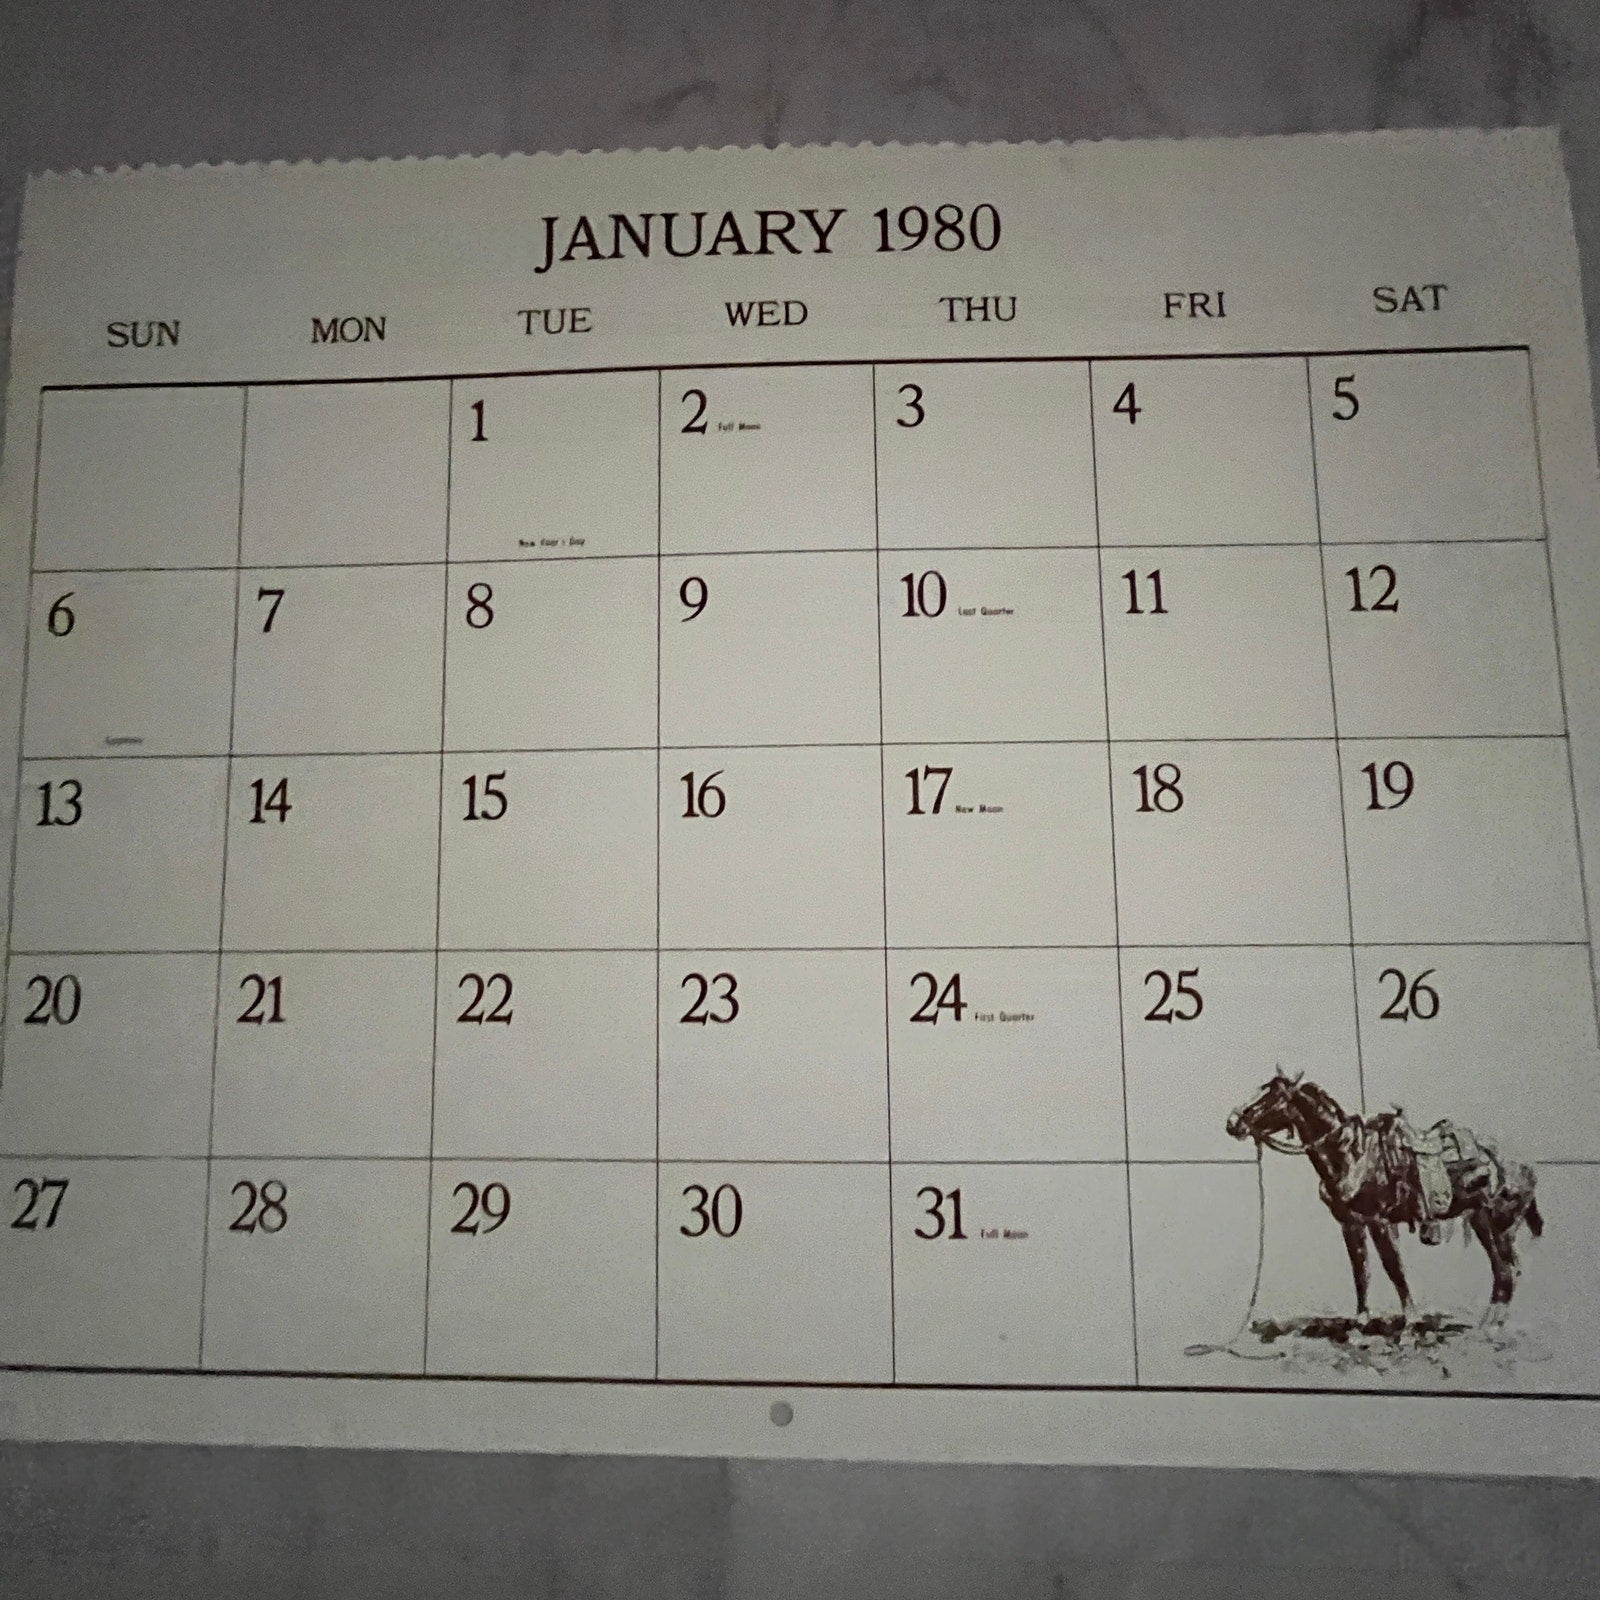 JANUARY 1980
SUN MON TUE WED THU FRI SAT
1 2 Full Moon 3 4 5
New Year's Day
6 7 8 9 10 Last Quarter 11 12
13 14 15 16 17 New Moon 18 19
20 21 22 23 24 First Quarter 25 26
27 28 29 30 31 Full Moon